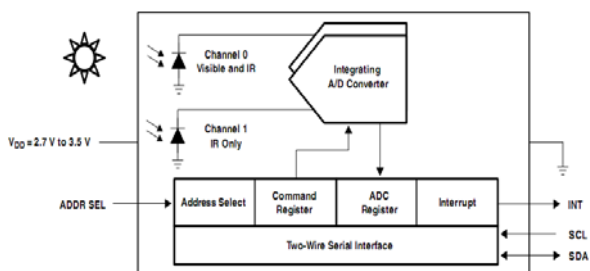 Channel 0
Visible and IR
Integrating
A/D Converter
Channel 1
IR Only
VDD = 2.7 V to 3.5 V
ADDR SEL
Address Select
Command
Register
ADC
Register
Interrupt
INT
Two-Wire Serial Interface
SCL
SDA